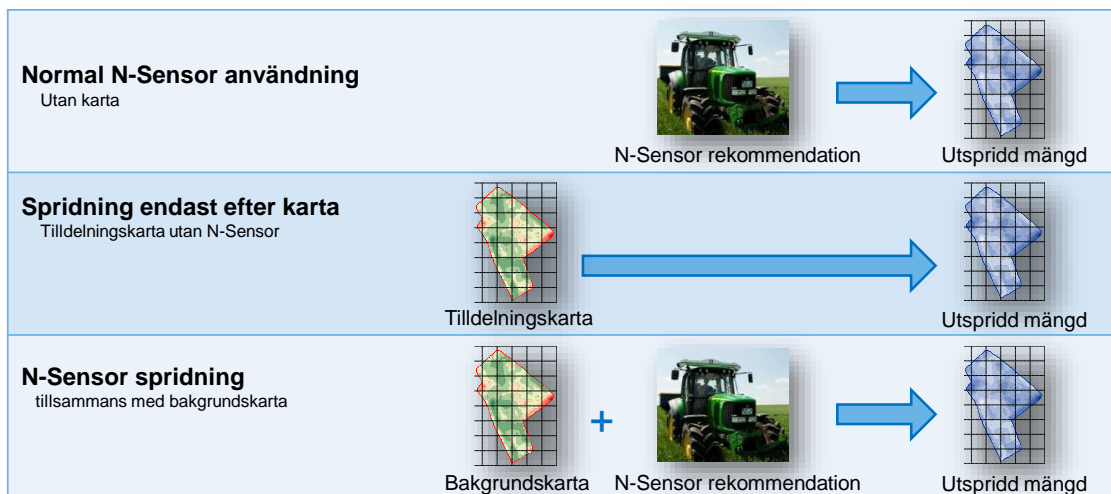 Normal N-Sensor användning
Utan karta
N-Sensor rekommendation
Utspridd mängd
Spridning endast efter karta
Tilldelningskarta utan N-Sensor
Tilldelningskarta
Utspridd mängd
N-Sensor spridning
tillsammans med bakgrundskarta
+
Bakgrundskarta
N-Sensor rekommendation
Utspridd mängd